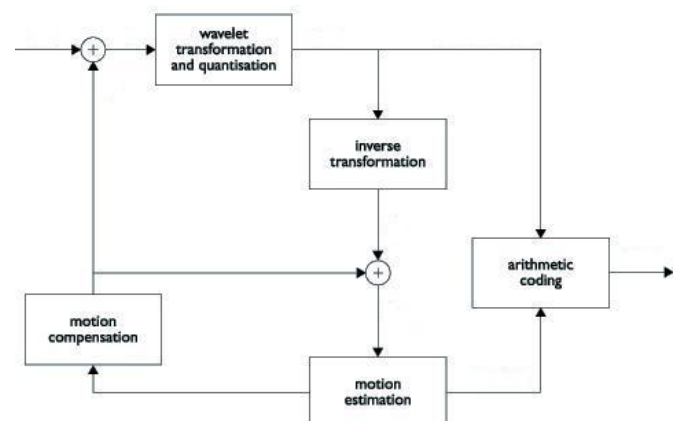 wavelet
transformation
and quantisation
inverse
transformation
arithmetic
coding
motion
compensation
motion
estimation